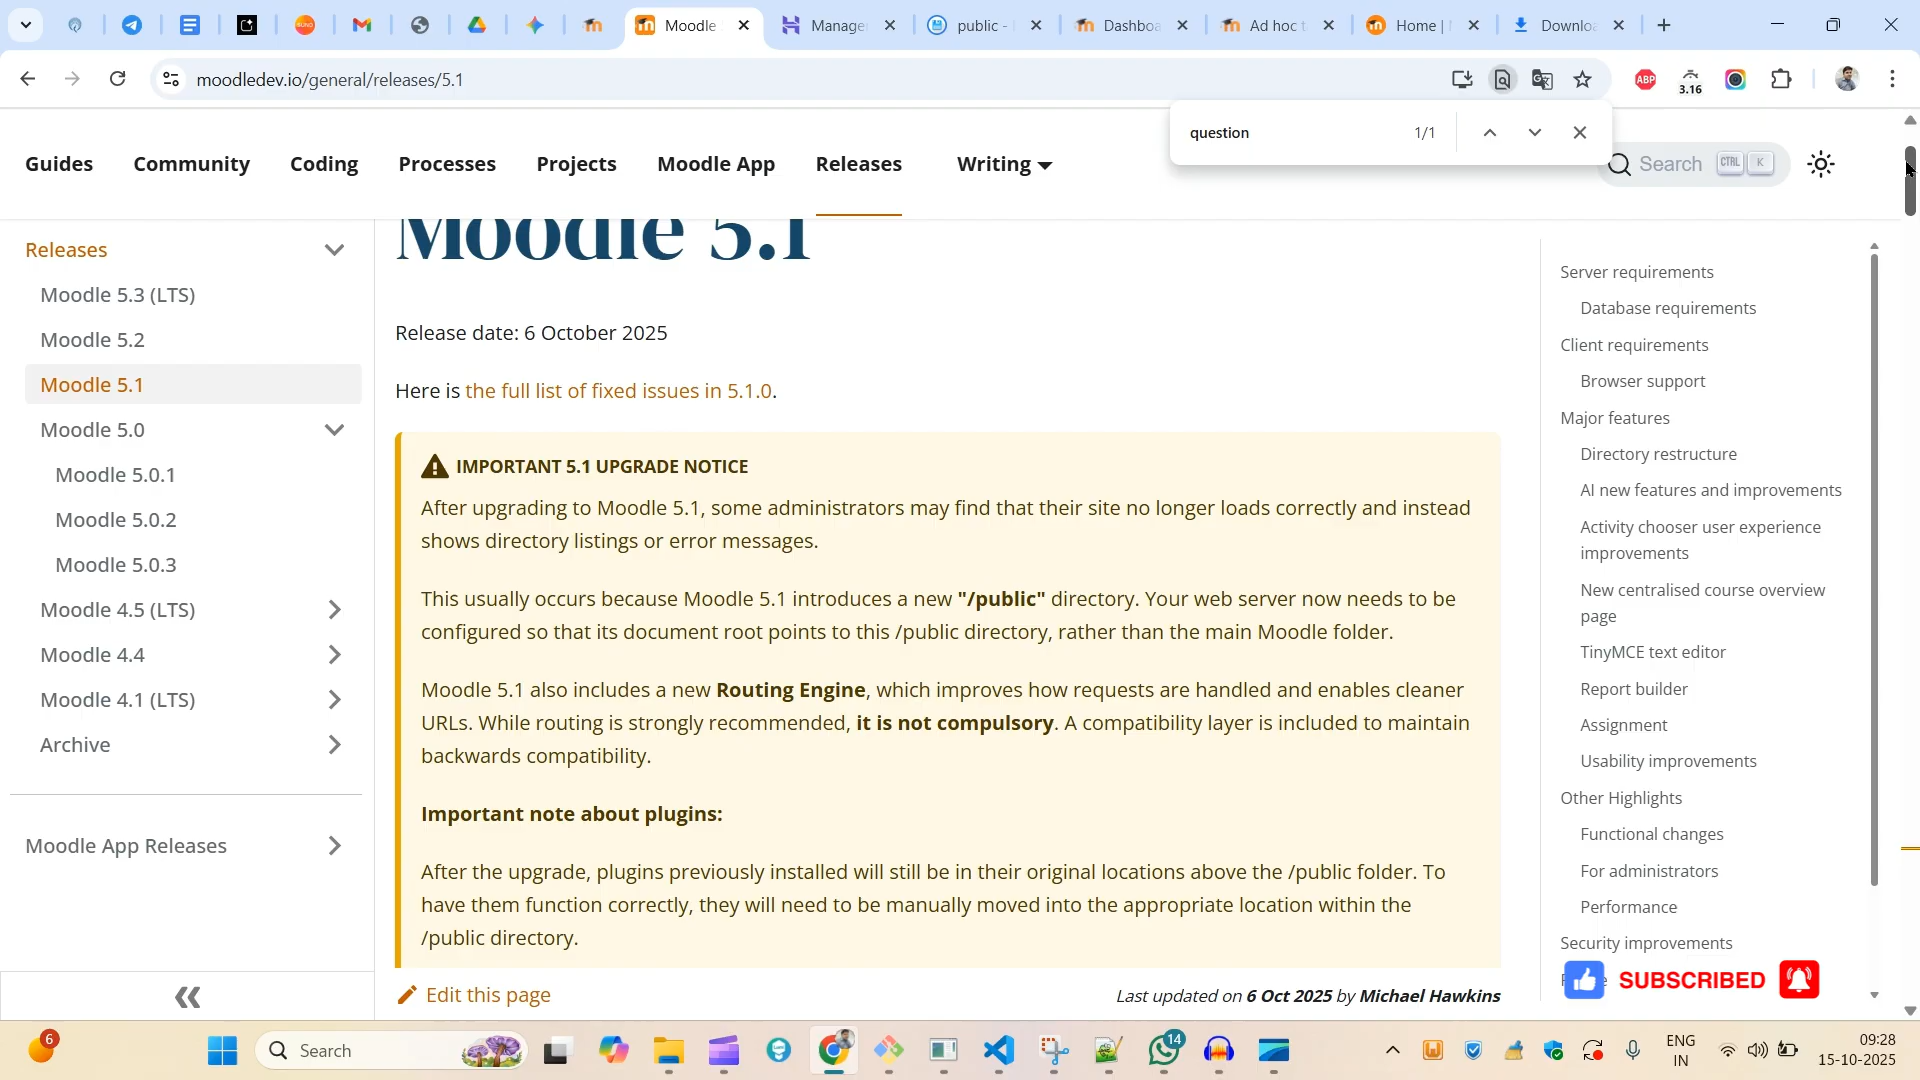 Moodle
Manage
public -
Dashboa
Ad hoc t
Home |
Downloa
moodledev.io/general/releases/5.1
ABP
3.16
question
1/1
Guides
Community
Coding
Processes
Projects
Moodle App
Releases
Writing
Search
CTRL
K
Moodle 5.1
Releases
Moodle 5.3 (LTS)
Moodle 5.2
Moodle 5.1
Moodle 5.0
Moodle 5.0.1
Moodle 5.0.2
Moodle 5.0.3
Moodle 4.5 (LTS)
Moodle 4.4
Moodle 4.1 (LTS)
Archive
Moodle App Releases
Release date: 6 October 2025
Here is the full list of fixed issues in 5.1.0.
IMPORTANT 5.1 UPGRADE NOTICE
After upgrading to Moodle 5.1, some administrators may find that their site no longer loads correctly and instead
shows directory listings or error messages.
This usually occurs because Moodle 5.1 introduces a new "/public" directory. Your web server now needs to be
configured so that its document root points to this /public directory, rather than the main Moodle folder.
Moodle 5.1 also includes a new Routing Engine, which improves how requests are handled and enables cleaner
URLs. While routing is strongly recommended, it is not compulsory. A compatibility layer is included to maintain
backwards compatibility.
Important note about plugins:
After the upgrade, plugins previously installed will still be in their original locations above the /public folder. To
have them function correctly, they will need to be manually moved into the appropriate location within the
/public directory.
Edit this page
Last updated on 6 Oct 2025 by Michael Hawkins
Server requirements
Database requirements
Client requirements
Browser support
Major features
Directory restructure
AI new features and improvements
Activity chooser user experience
improvements
New centralised course overview
page
TinyMCE text editor
Report builder
Assignment
Usability improvements
Other Highlights
Functional changes
For administrators
Performance
Security improvements
SUBSCRIBED
6
Search
14
ENG
IN
09:28
15-10-2025